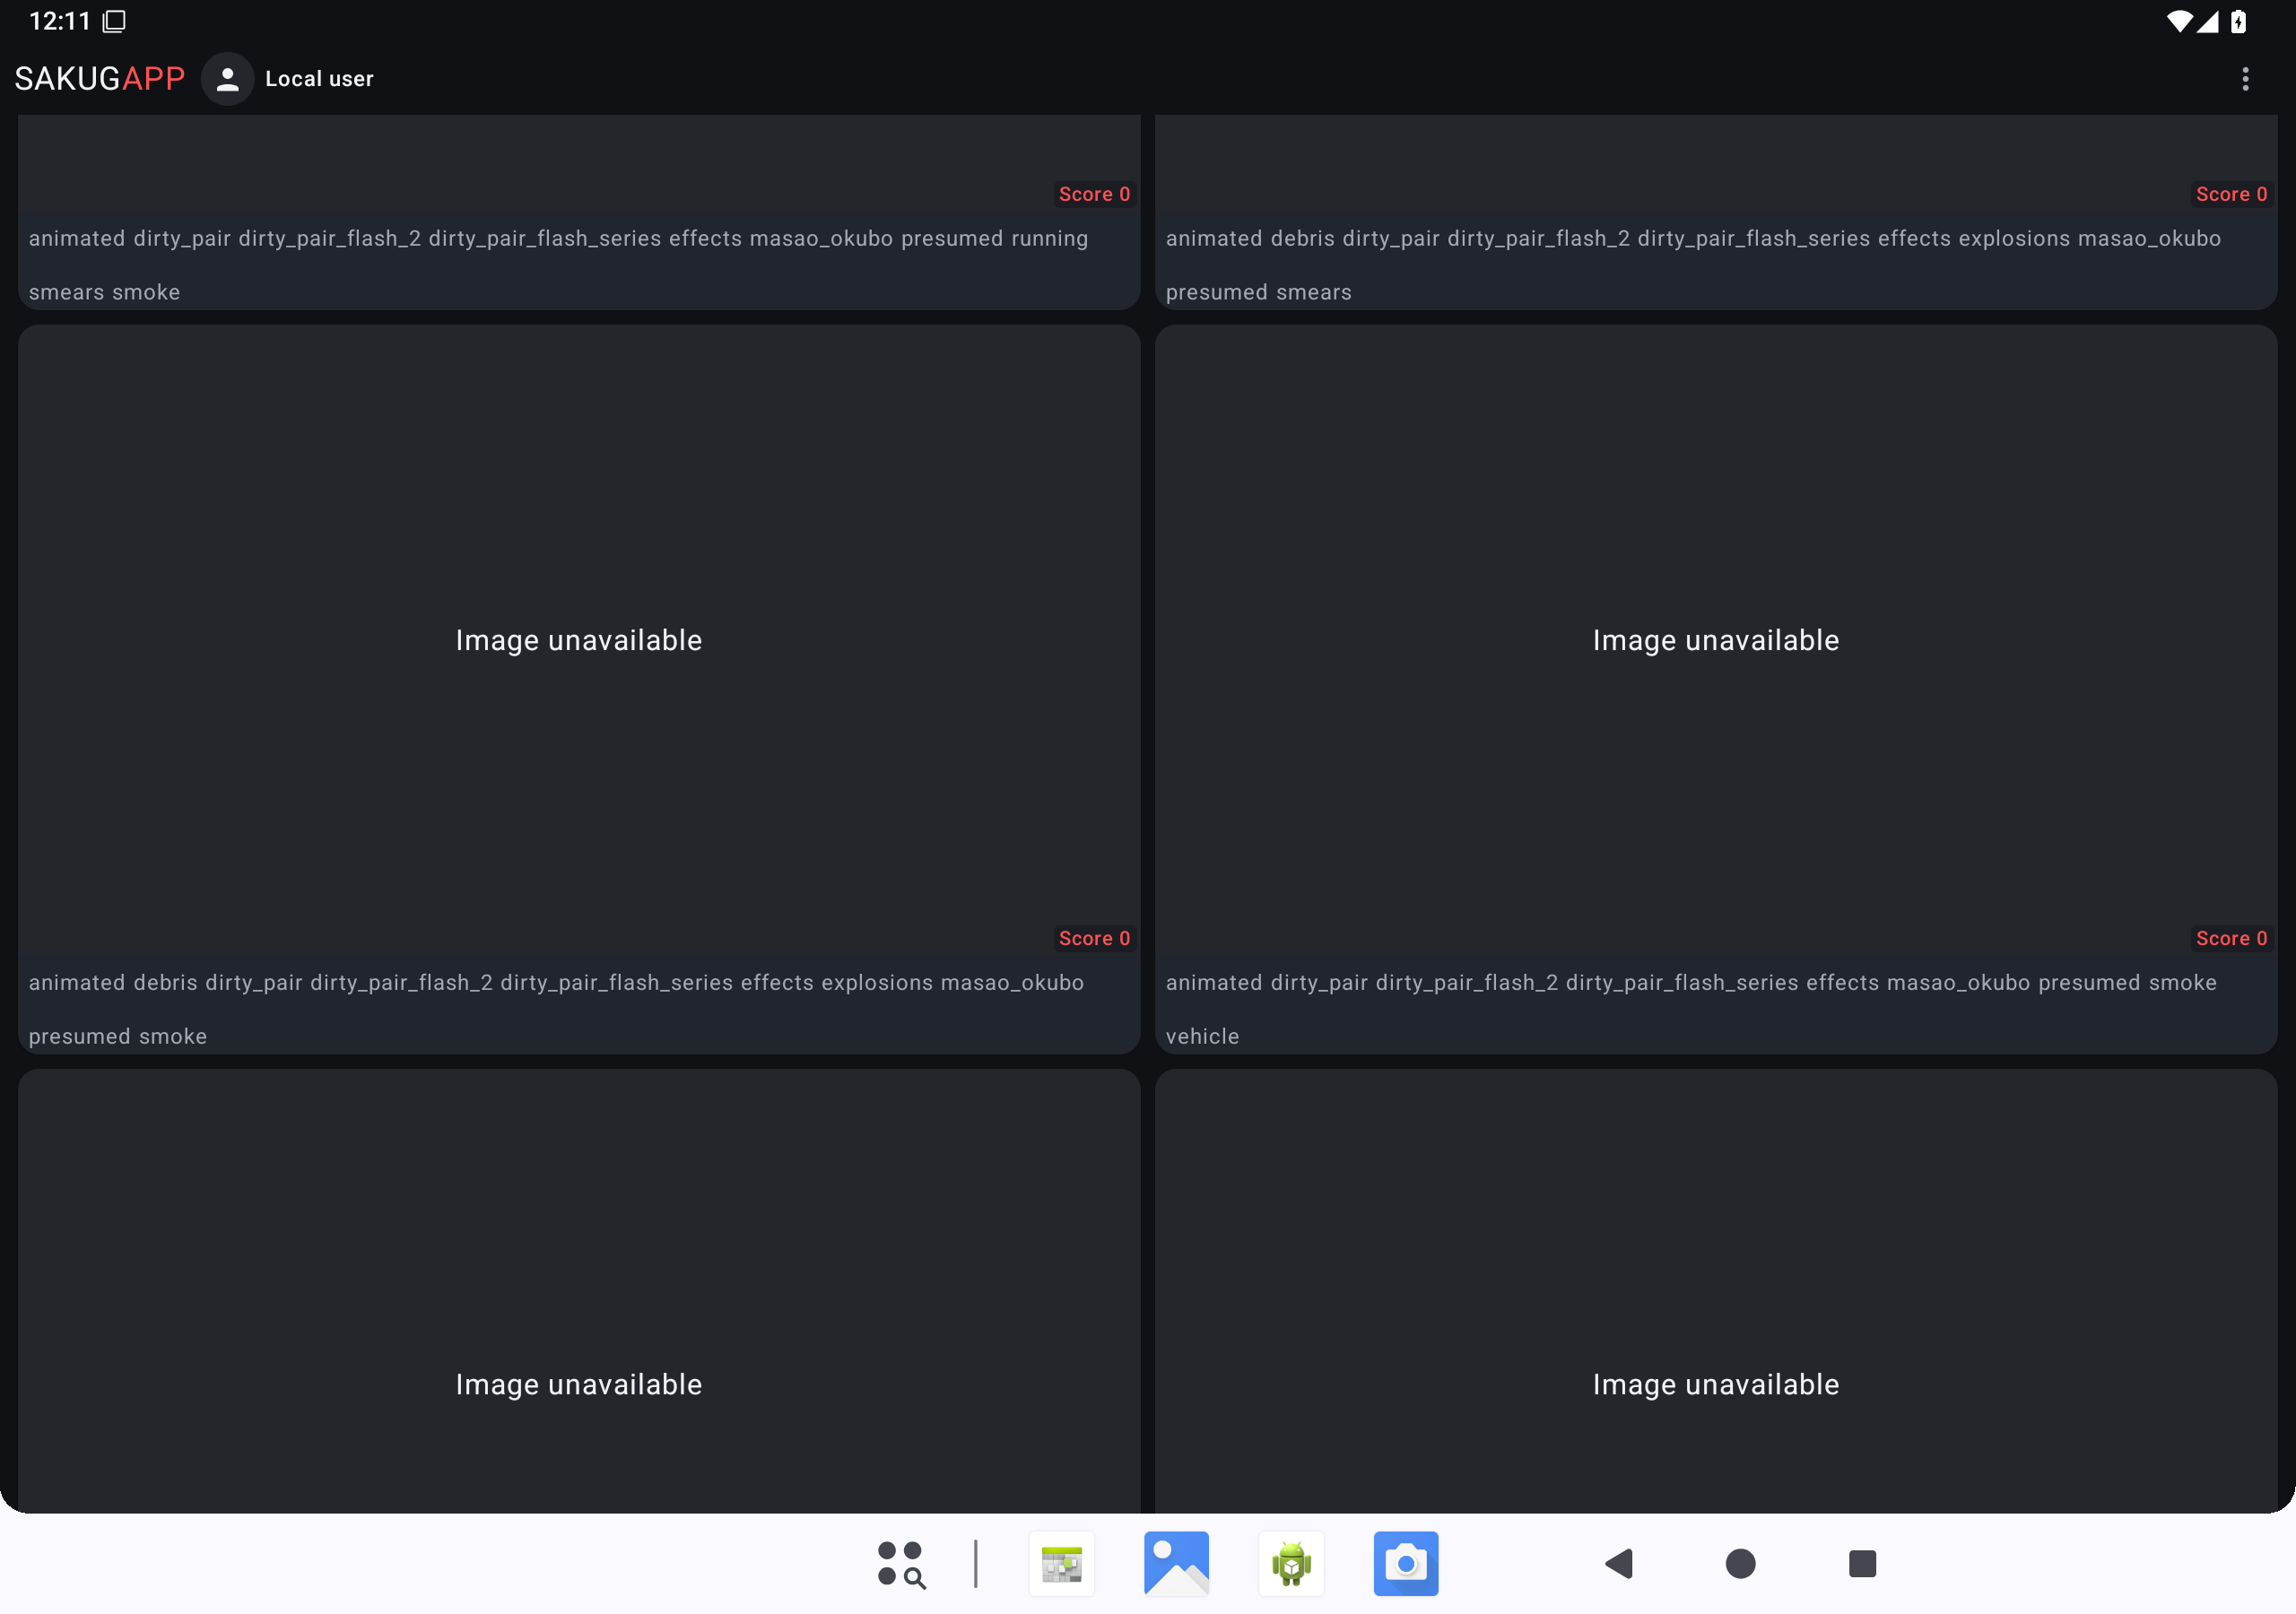 12:11
SAKUGAPP Local user
Score 0
Score 0
animated dirty_pair dirty_pair_flash_2 dirty_pair_flash_series effects masao_okubo presumed running
smears smoke
animated debris dirty_pair dirty_pair_flash_2 dirty_pair_flash_series effects explosions masao_okubo
presumed smears
Image unavailable
Score 0
animated debris dirty_pair dirty_pair_flash_2 dirty_pair_flash_series effects explosions masao_okubo
presumed smoke
Image unavailable
Score 0
animated dirty_pair dirty_pair_flash_2 dirty_pair_flash_series effects masao_okubo presumed smoke
vehicle
Image unavailable
Image unavailable